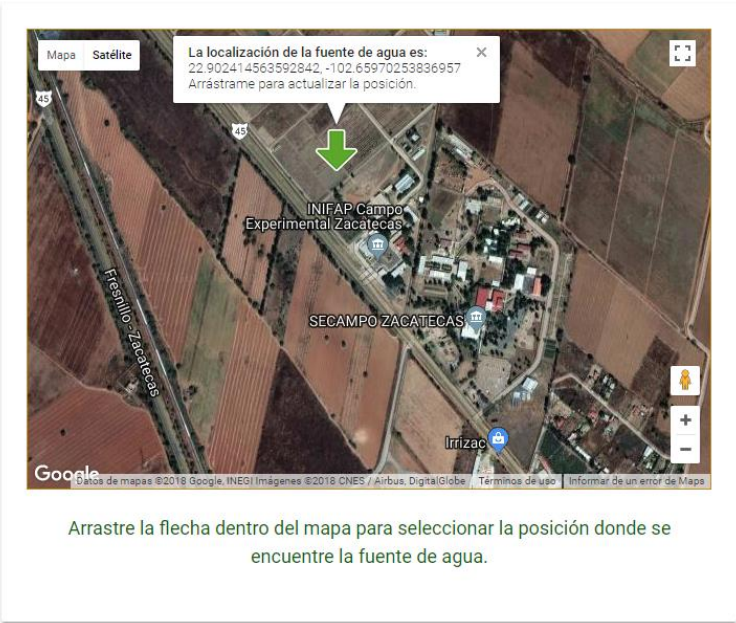 Mapa Satélite
La localización de la fuente de agua es:
22.902414563592842, -102.65970253836957
Arrástrame para actualizar la posición.
45
45
INIFAP Campo
Experimental Zacatecas
SECAMPO ZACATECAS
Fresnillo - Zacatecas
Irrizac
Google
Datos de mapas ©2018 Google, INEGI Imágenes ©2018 CNES / Airbus, DigitalGlobe Términos de uso Informar de un error de Maps
Arrastre la flecha dentro del mapa para seleccionar la posición donde se
encuentre la fuente de agua.